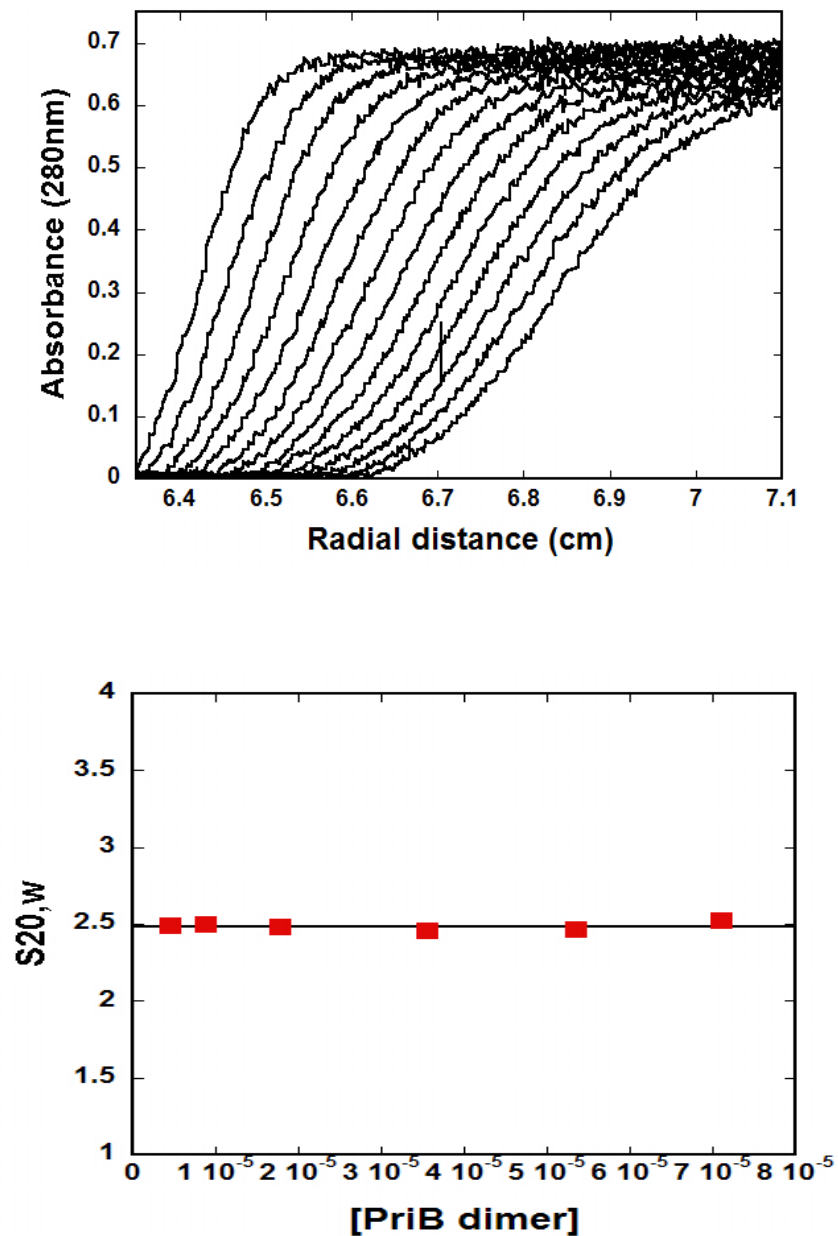 0.7
0.6
0.5
0.4
0.3
0.2
0.1
0
Absorbance (280nm)
6.4 6.5 6.6 6.7 6.8 6.9 7 7.1
Radial distance (cm)
4
3.5
3
2.5
2
1.5
1
S20,w
0 1 10⁻⁵ 2 10⁻⁵ 3 10⁻⁵ 4 10⁻⁵ 5 10⁻⁵ 6 10⁻⁵ 7 10⁻⁵ 8 10⁻⁵
[PriB dimer]